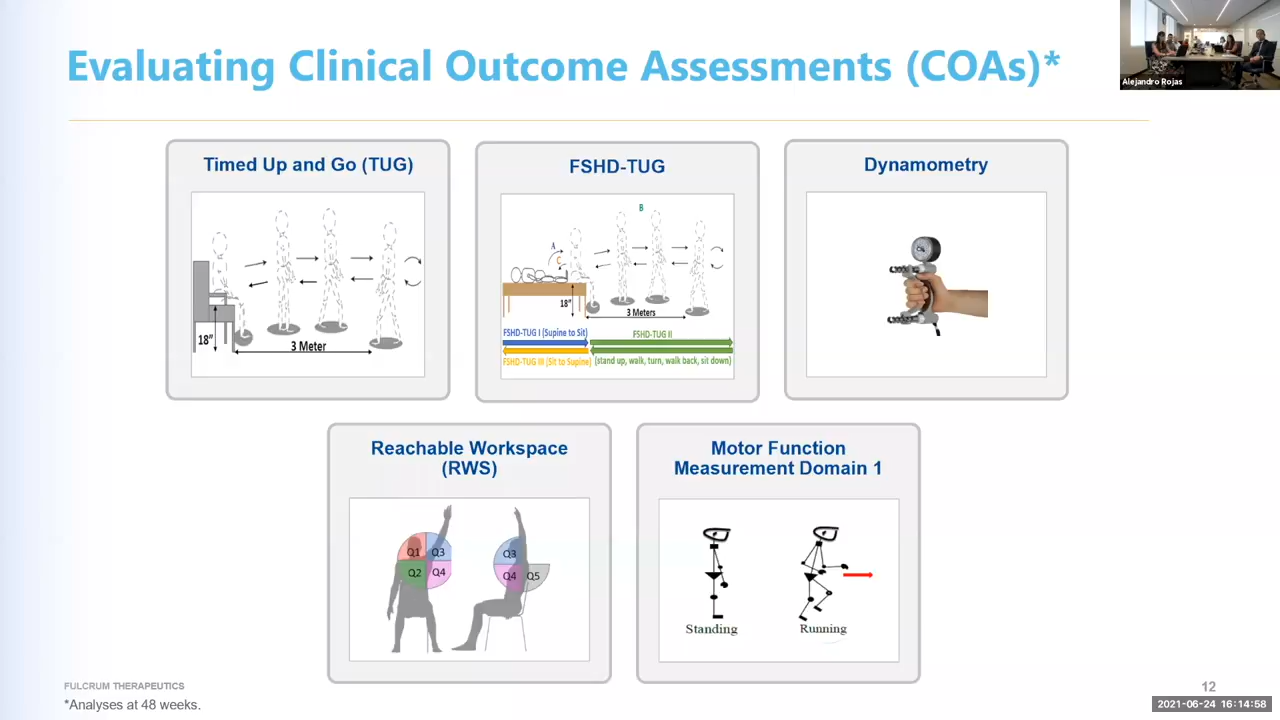 Evaluating Clinical Outcome Assessments (COAs)*
Alejandro Rojas
Timed Up and Go (TUG)
18"
3 Meter
FSHD-TUG
A
B
C
18"
3 Meters
FSHD-TUG I (Supine to Sit)
FSHD-TUG II
FSHD-TUG III (Sit to Supine)
(stand up, walk, turn, walk back, sit down)
Dynamometry
Reachable Workspace
(RWS)
Q1
Q3
Q2
Q4
Q3
Q4
Q5
Motor Function
Measurement Domain 1
Standing
Running
FULCRUM THERAPEUTICS
*Analyses at 48 weeks.
12
2021-06-24 16:14:58